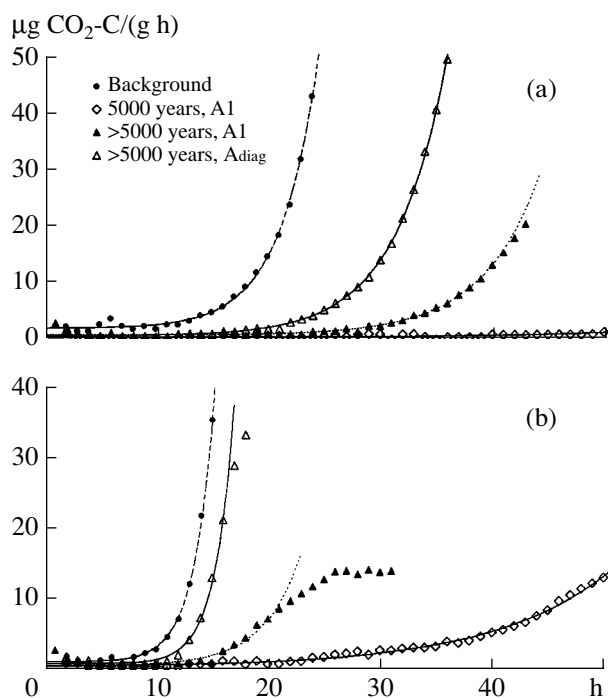 µg CO₂-C/(g h)
50
Background
(a)
5000 years, A1
40
>5000 years, A1
>5000 years, Adiag
30
20
10
0
40
(b)
30
20
10
0 10 20 30 40 h